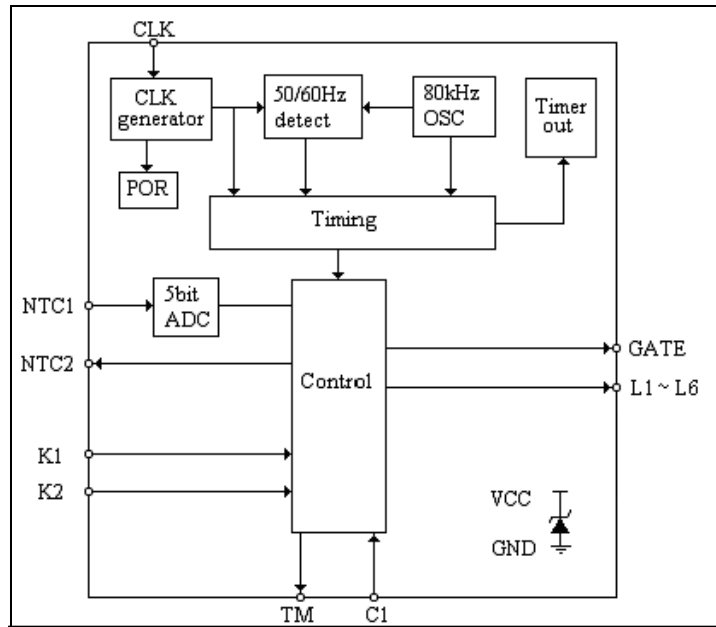 CLK
CLK
generator
50/60Hz
detect
80kHz
OSC
Timer
out
POR
Timing
NTC1
5bit
ADC
NTC2
Control
GATE
L1 ~ L6
K1
K2
VCC
GND
TM
C1